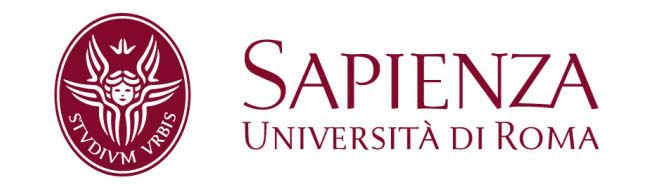 STVDIVM VRBIS
SAPIENZA
UNIVERSITÀ DI ROMA